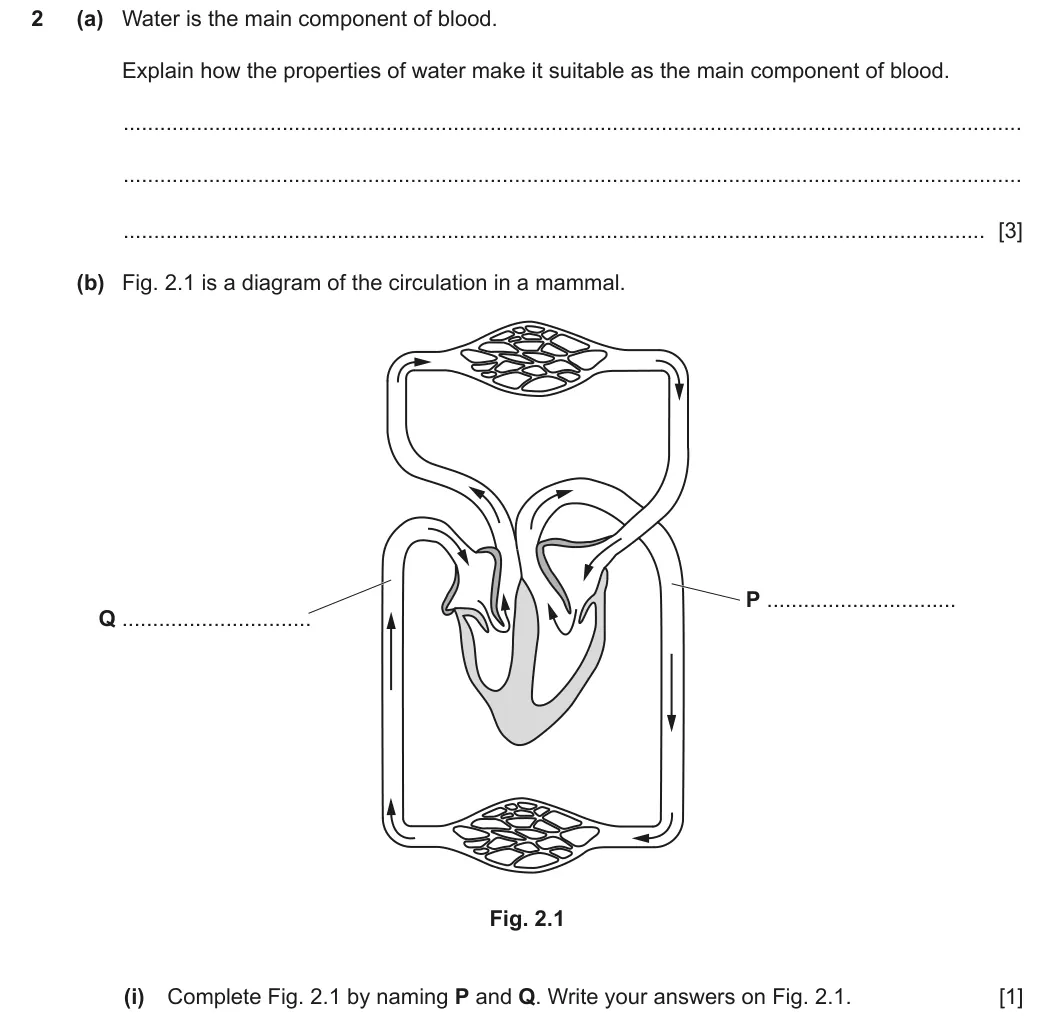 2 (a) Water is the main component of blood.
Explain how the properties of water make it suitable as the main component of blood.
..........................................................................................................................................................
..........................................................................................................................................................
.................................................................................................................................................... [3]
(b) Fig. 2.1 is a diagram of the circulation in a mammal.
P ...............................
Q ...............................
Fig. 2.1
(i) Complete Fig. 2.1 by naming P and Q. Write your answers on Fig. 2.1. [1]